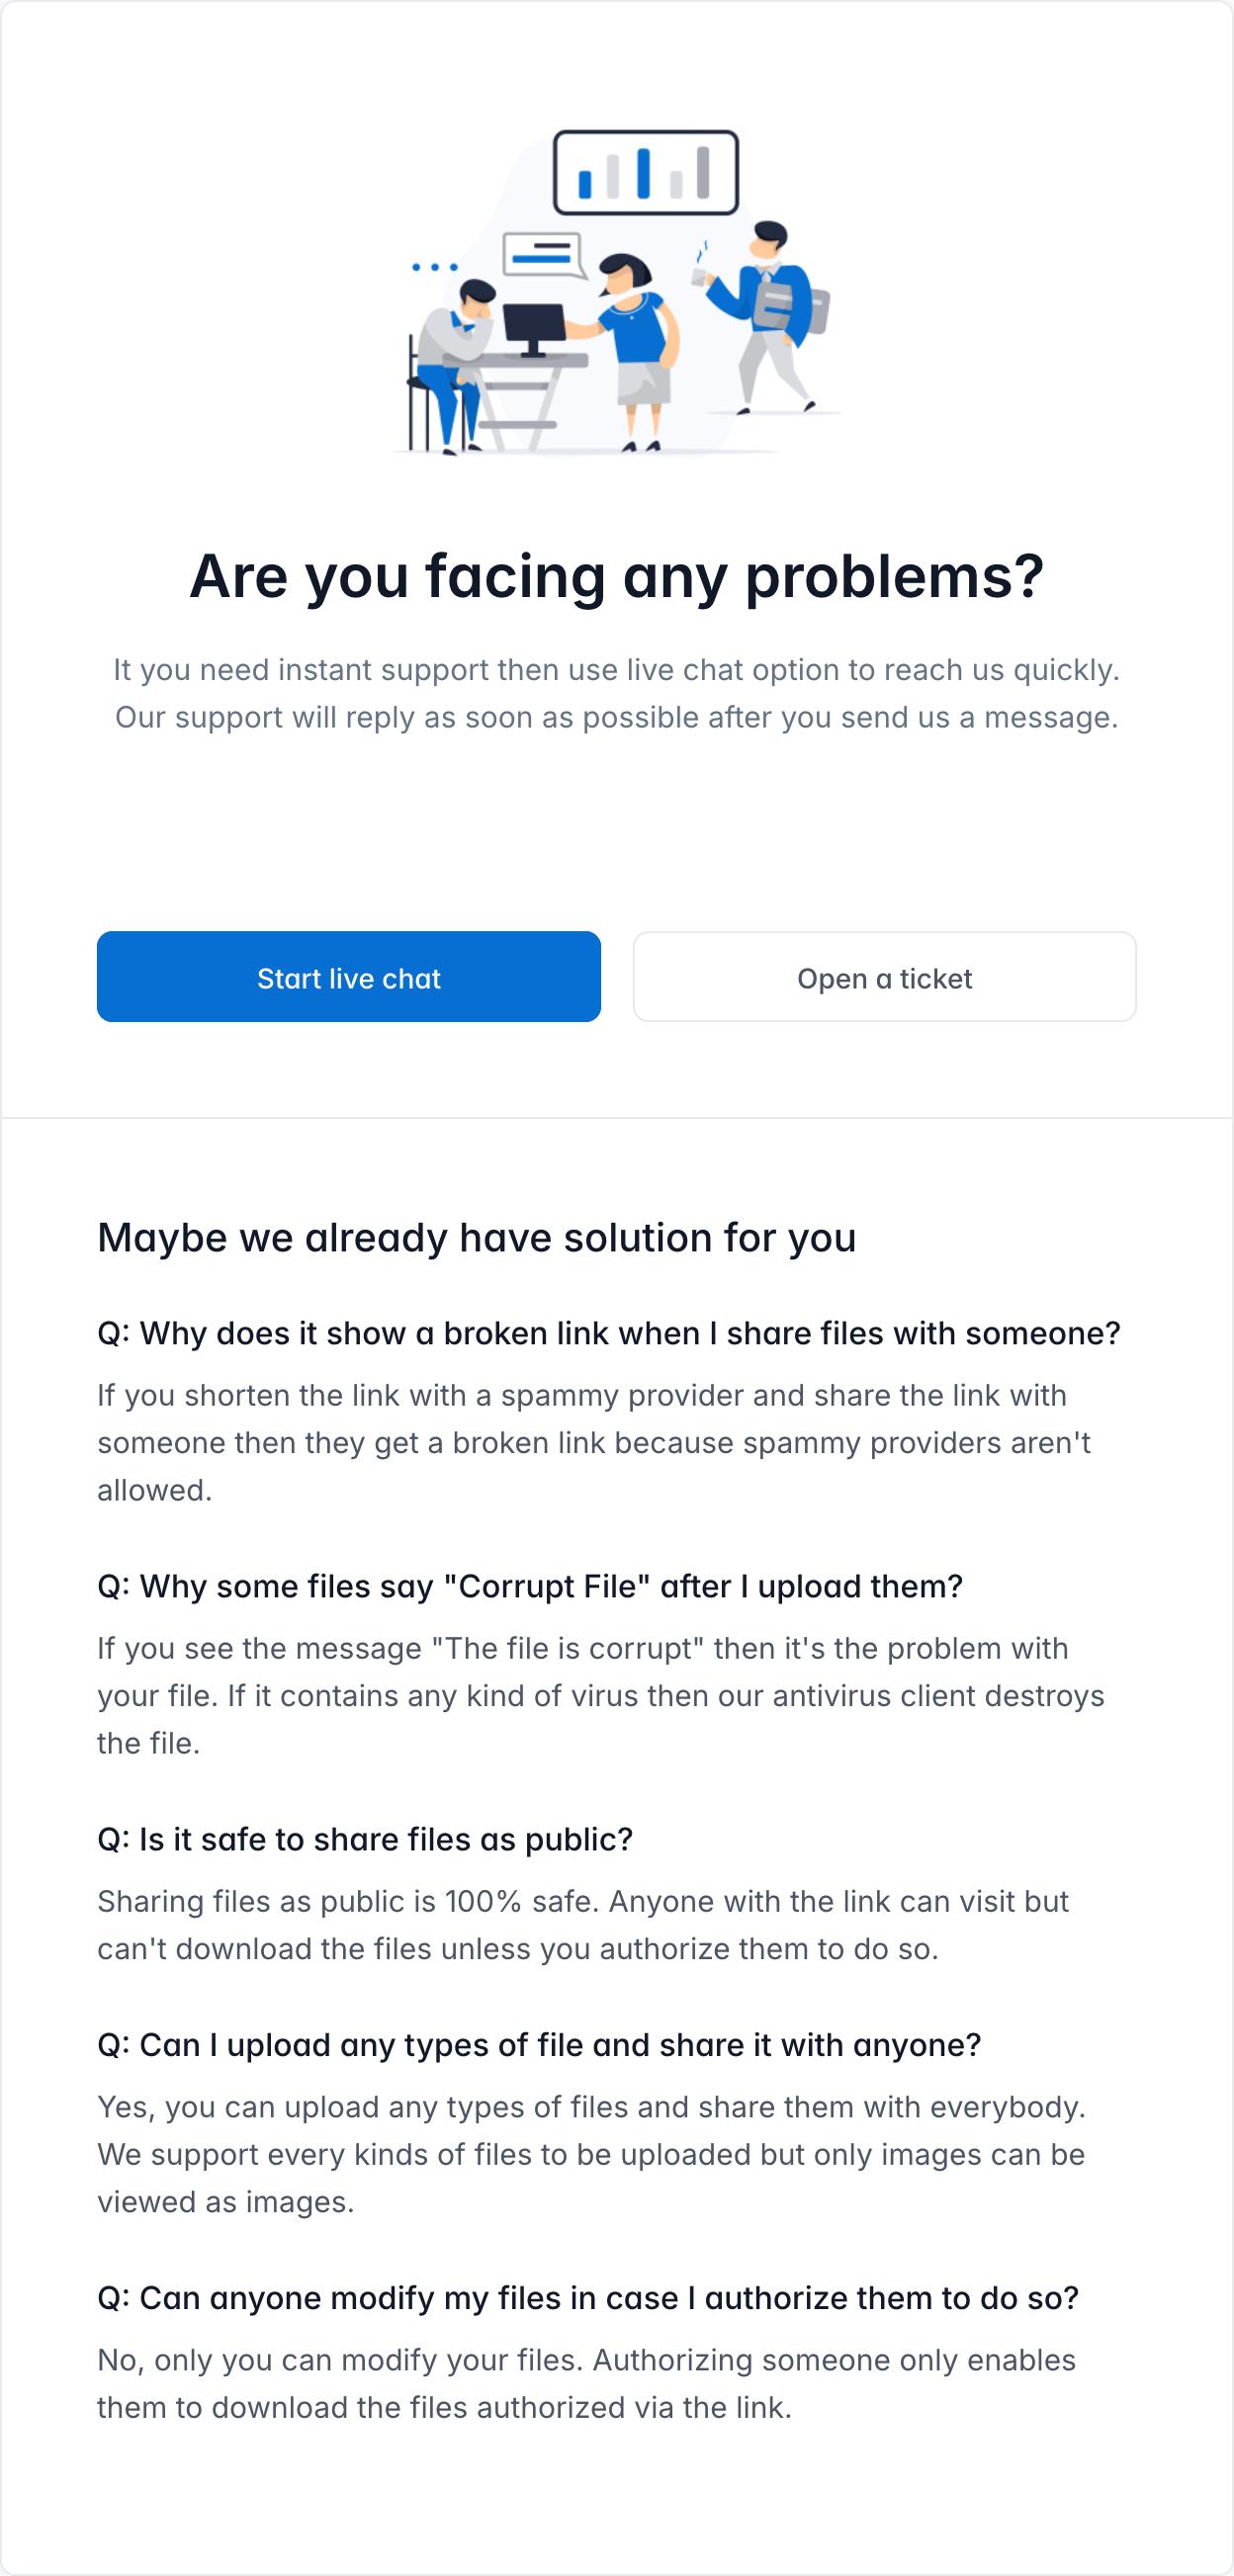 Are you facing any problems?
It you need instant support then use live chat option to reach us quickly.
Our support will reply as soon as possible after you send us a message.
Start live chat
Open a ticket
Maybe we already have solution for you
Q: Why does it show a broken link when I share files with someone?
If you shorten the link with a spammy provider and share the link with
someone then they get a broken link because spammy providers aren't
allowed.
Q: Why some files say "Corrupt File" after I upload them?
If you see the message "The file is corrupt" then it's the problem with
your file. If it contains any kind of virus then our antivirus client destroys
the file.
Q: Is it safe to share files as public?
Sharing files as public is 100% safe. Anyone with the link can visit but
can't download the files unless you authorize them to do so.
Q: Can I upload any types of file and share it with anyone?
Yes, you can upload any types of files and share them with everybody.
We support every kinds of files to be uploaded but only images can be
viewed as images.
Q: Can anyone modify my files in case I authorize them to do so?
No, only you can modify your files. Authorizing someone only enables
them to download the files authorized via the link.